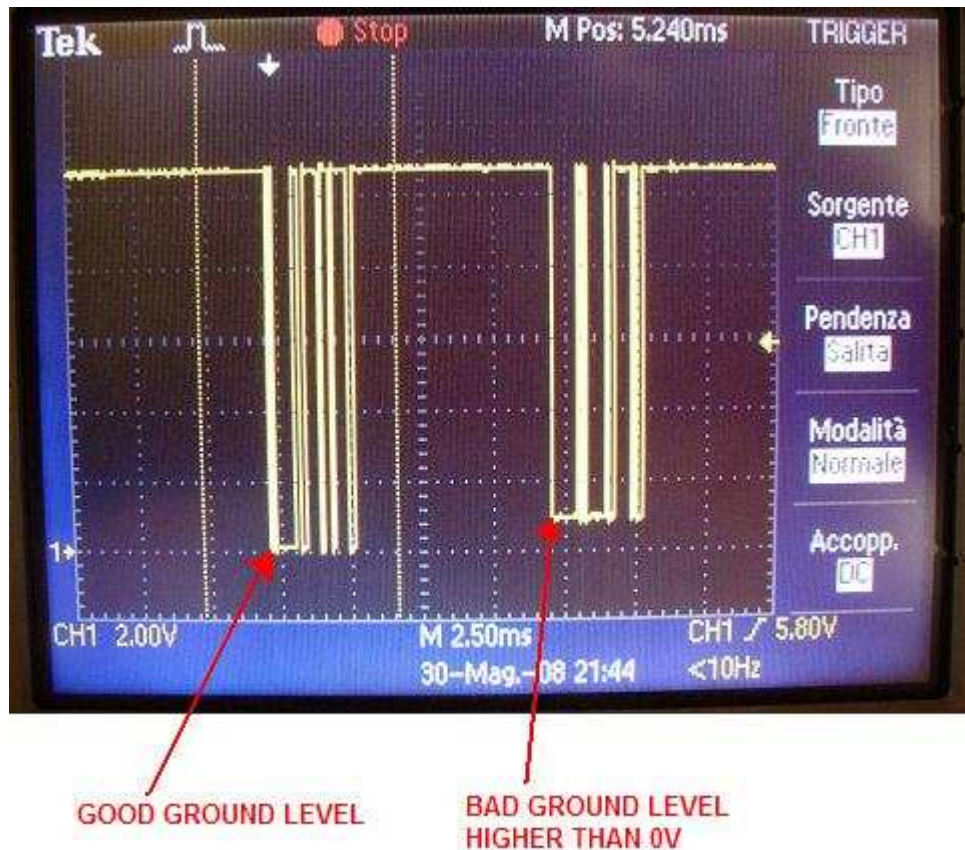 Tek Stop M Pos: 5.240ms TRIGGER
Tipo
Fronte
Sorgente
CH1
Pendenza
Salita
Modalità
Normale
Accopp.
DC
1
CH1 2.00V M 2.50ms CH1 5.80V
30-Mag.-08 21:44 <10Hz
GOOD GROUND LEVEL
BAD GROUND LEVEL
HIGHER THAN 0V